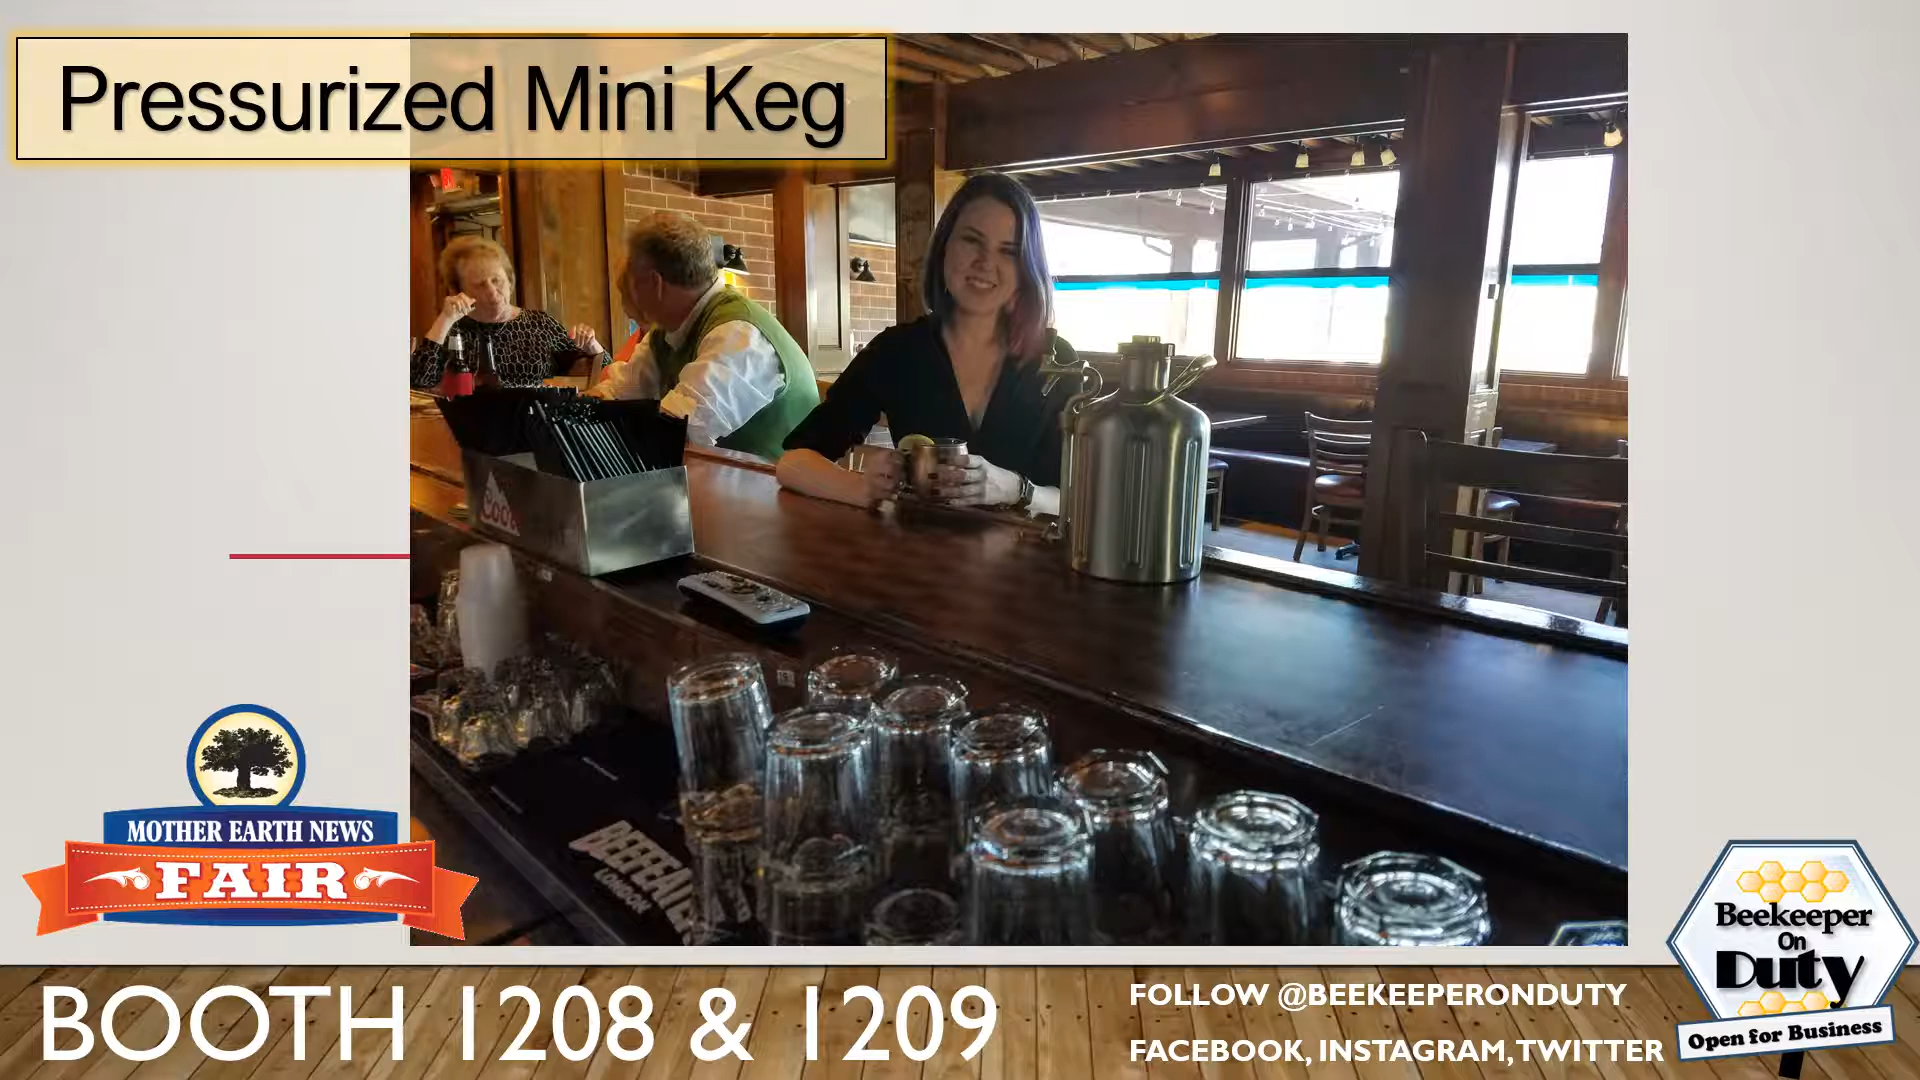 Pressurized Mini Keg
Coors
BEEFEATER
LONDON
MOTHER EARTH NEWS
FAIR
BOOTH 1208 & 1209
FOLLOW @BEEKEEPERONDUTY
FACEBOOK, INSTAGRAM,TWITTER
Beekeeper
On
Duty
Open for Business